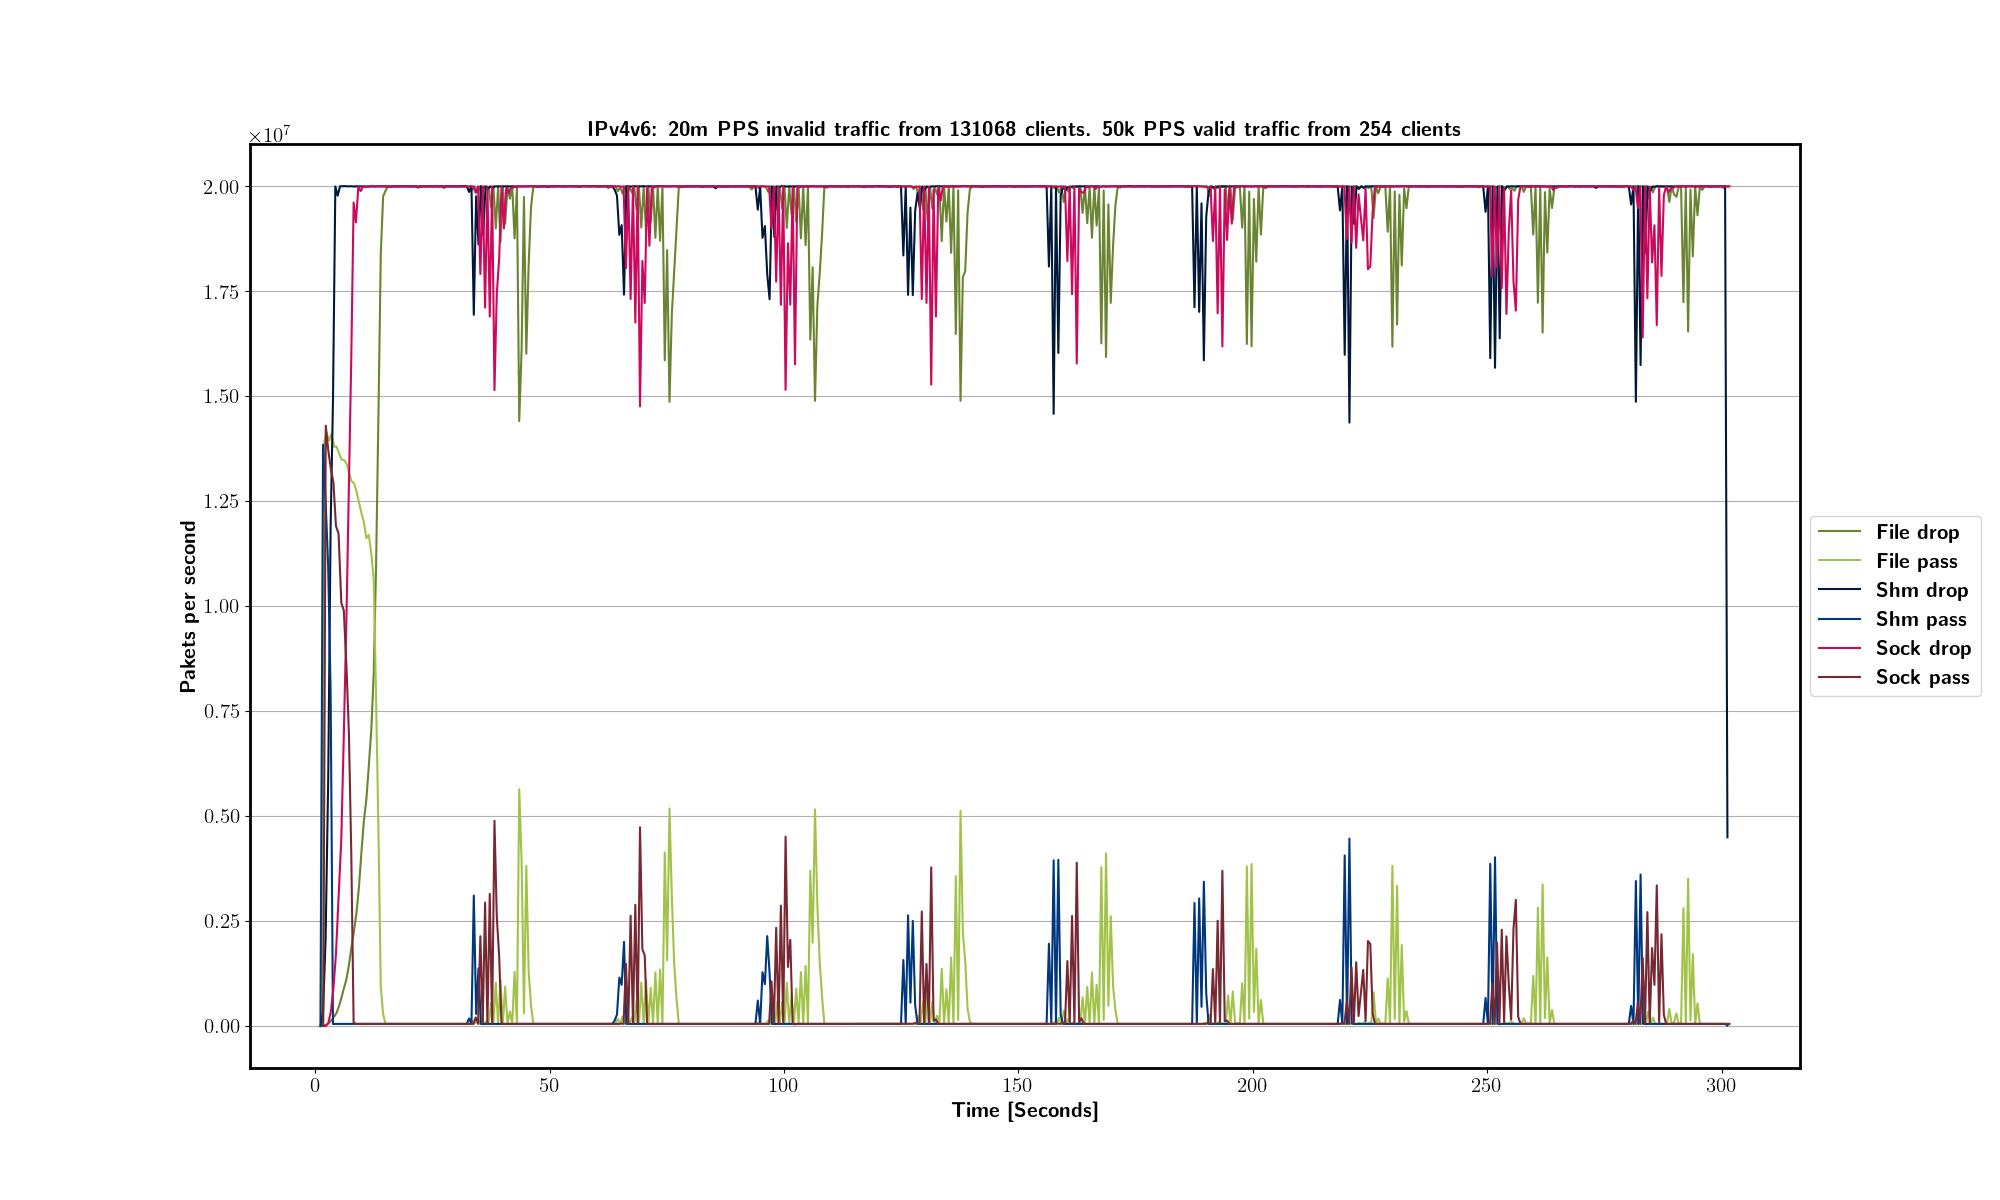 IPv4v6: 20m PPS invalid traffic from 131068 clients. 50k PPS valid traffic from 254 clients
×10⁷
2.00
1.75
1.50
1.25
1.00
0.75
0.50
0.25
0.00
Pakets per second
0 50 100 150 200 250 300
Time [Seconds]
File drop
File pass
Shm drop
Shm pass
Sock drop
Sock pass